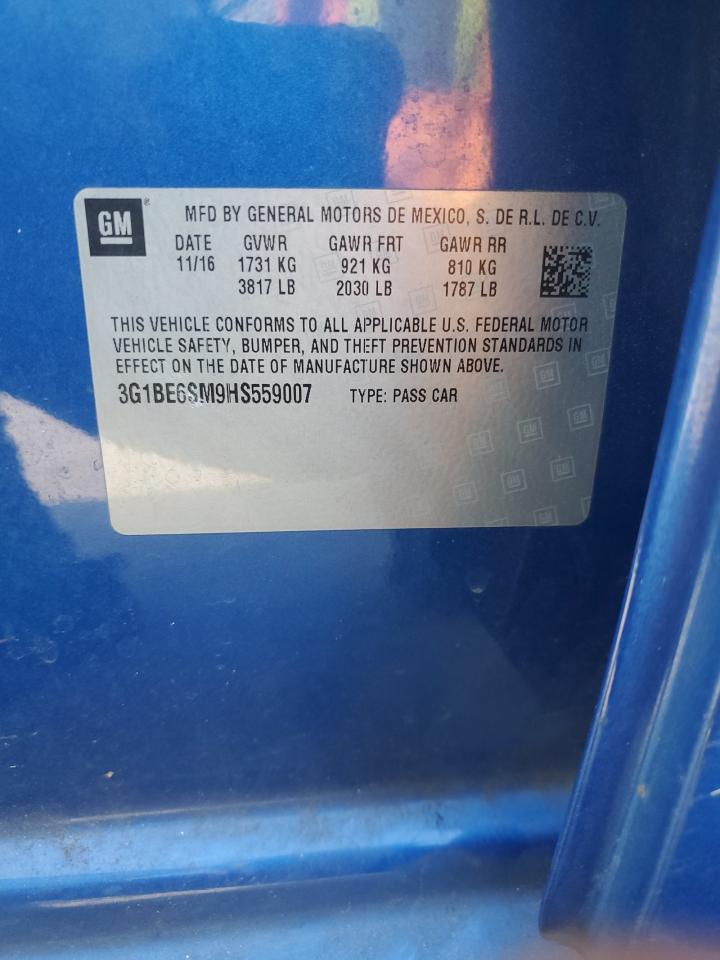 GM ® MFD BY GENERAL MOTORS DE MEXICO, S. DE R.L. DE C.V.
DATE GVWR GAWR FRT GAWR RR
11/16 1731 KG 921 KG 810 KG
3817 LB 2030 LB 1787 LB
THIS VEHICLE CONFORMS TO ALL APPLICABLE U.S. FEDERAL MOTOR
VEHICLE SAFETY, BUMPER, AND THEFT PREVENTION STANDARDS IN
EFFECT ON THE DATE OF MANUFACTURE SHOWN ABOVE.
3G1BE6SM9HS559007 TYPE: PASS CAR